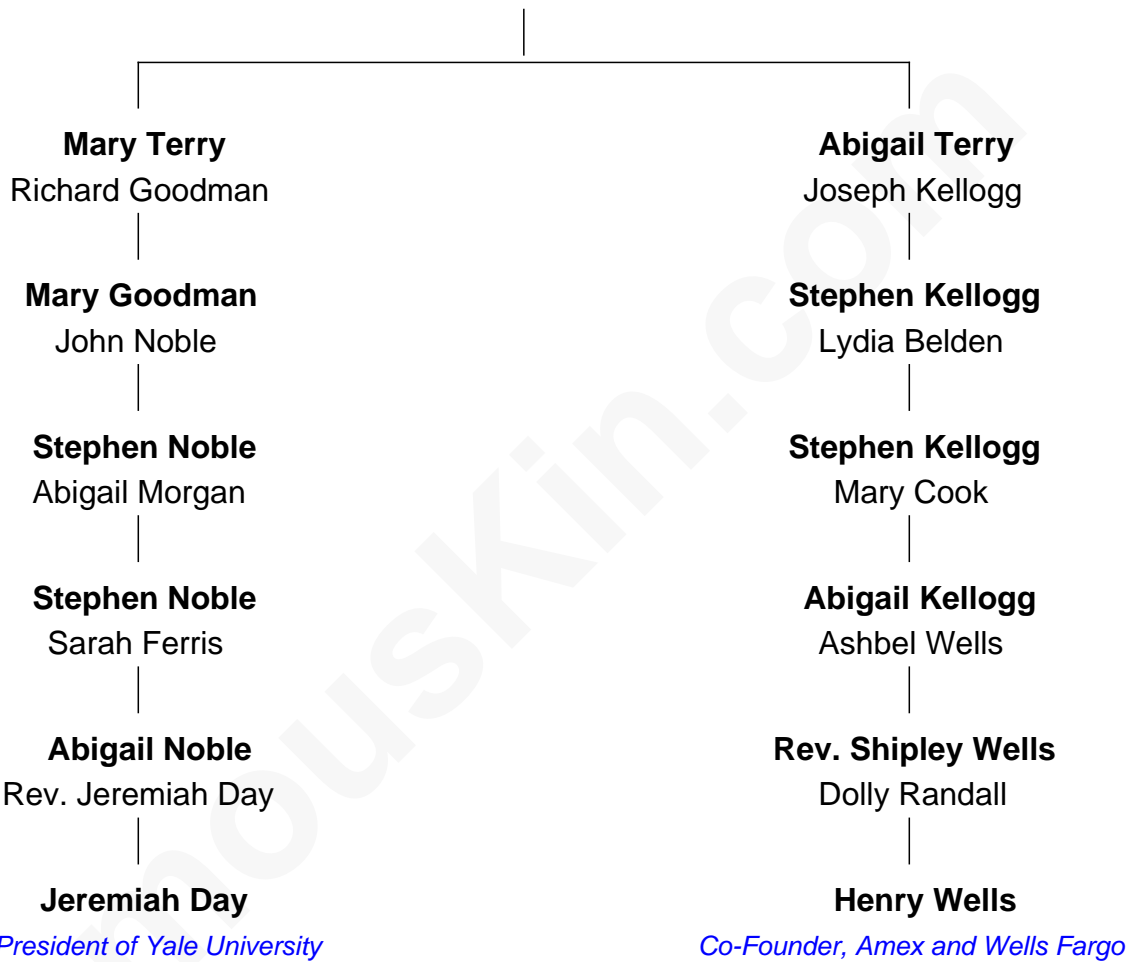 Mary Terry
Richard Goodman
Mary Goodman
John Noble
Stephen Noble
Abigail Morgan
Stephen Noble
Sarah Ferris
Abigail Noble
Rev. Jeremiah Day
Jeremiah Day
President of Yale University
Abigail Terry
Joseph Kellogg
Stephen Kellogg
Lydia Belden
Stephen Kellogg
Mary Cook
Abigail Kellogg
Ashbel Wells
Rev. Shipley Wells
Dolly Randall
Henry Wells
Co-Founder, Amex and Wells Fargo
mousKin.com